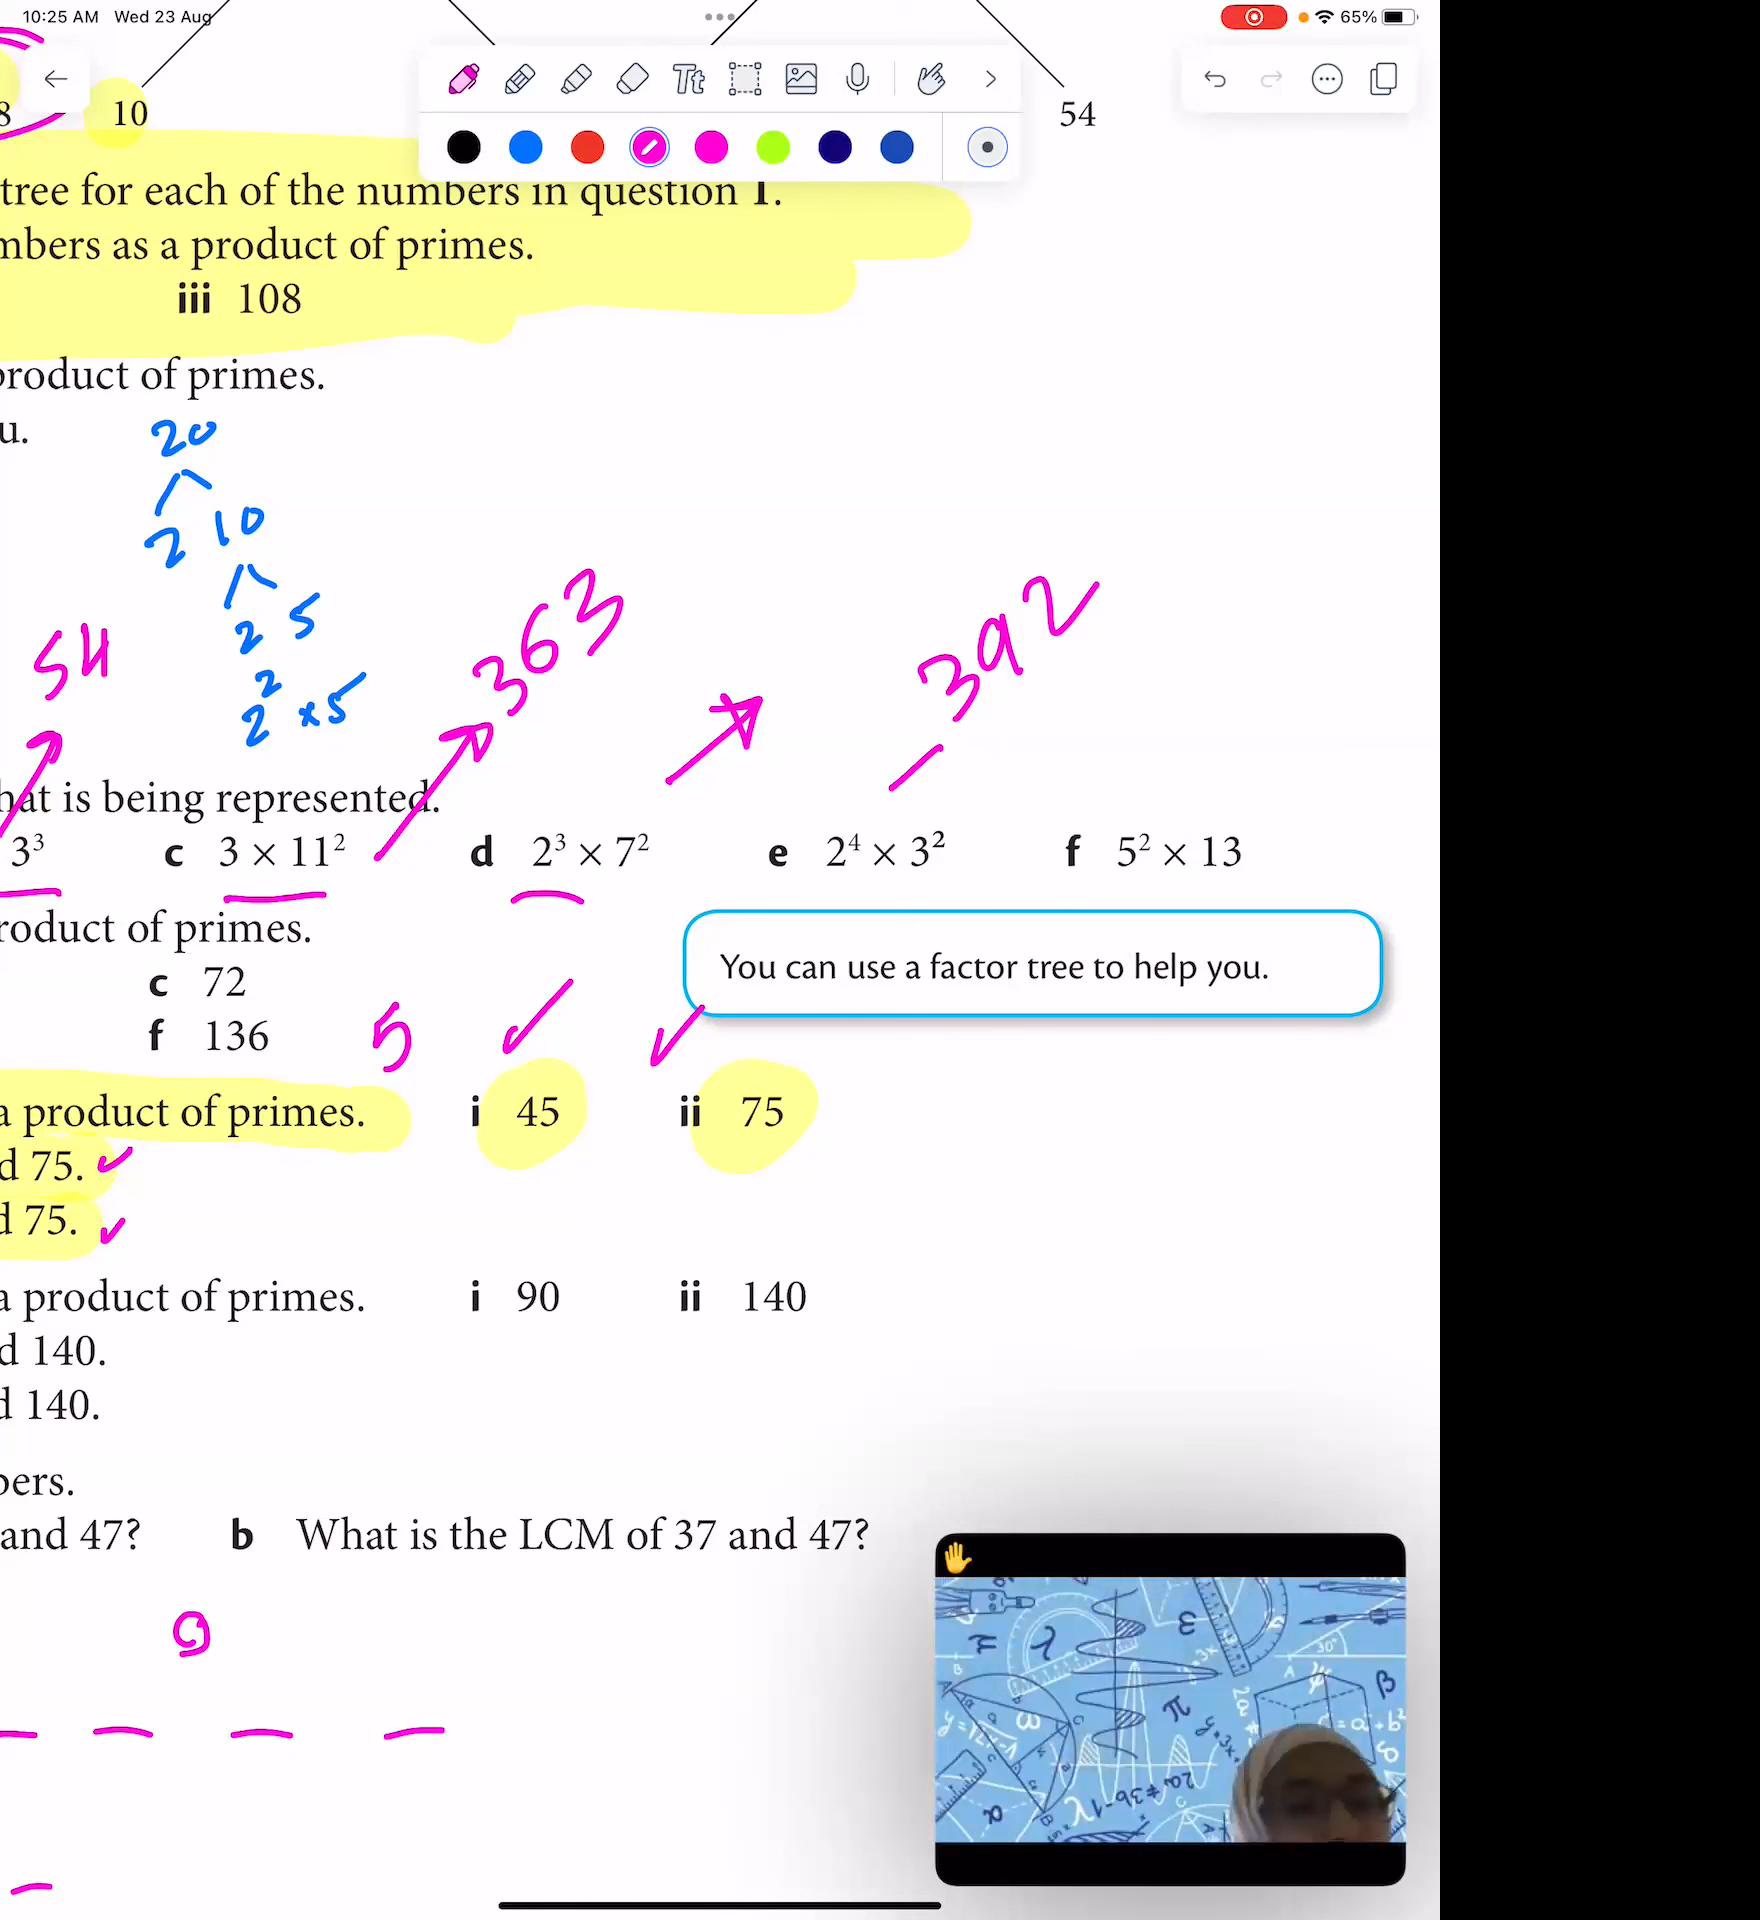 10:25 AM Wed 23 Aug
65%
Tt
8 10 54
tree for each of the numbers in question 1.
mbers as a product of primes.
iii 108
product of primes.
u.
20
2 10
2 5
2² × 5
54
363
392
hat is being represented.
3³ c 3 × 11² d 2³ × 7² e 2⁴ × 3² f 5² × 13
roduct of primes.
You can use a factor tree to help you.
c 72
f 136
5
a product of primes. i 45 ii 75
d 75.
d 75.
a product of primes. i 90 ii 140
d 140.
d 140.
bers.
and 47? b What is the LCM of 37 and 47?
9